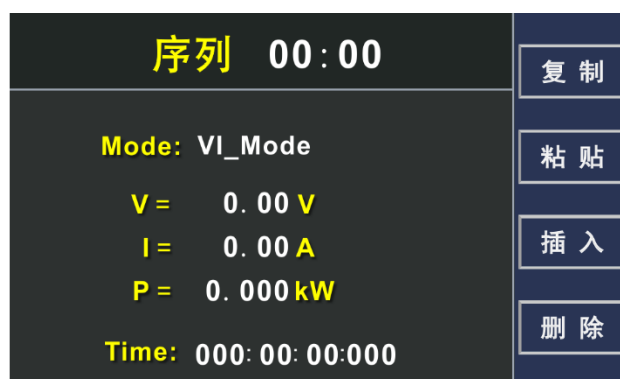 序列 00:00
复 制
Mode: VI_Mode
粘 贴
V = 0.00 V
I = 0.00 A
插 入
P = 0.000 kW
删 除
Time: 000:00:00:000